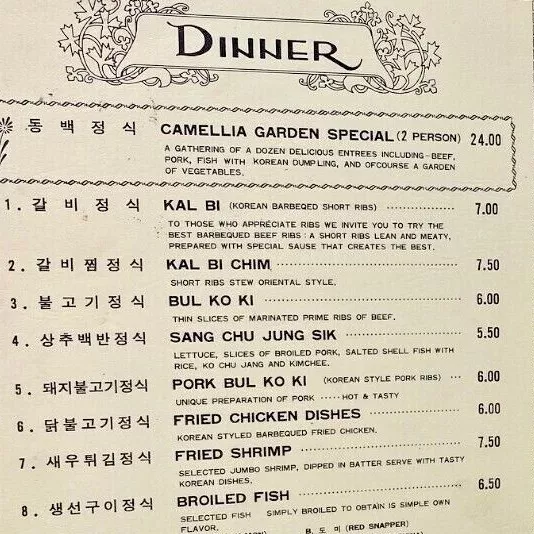 DINNER
동 백 정 식 CAMELLIA GARDEN SPECIAL (2 PERSON) 24.00
A GATHERING OF A DOZEN DELICIOUS ENTREES INCLUDING-BEEF,
PORK, FISH WITH KOREAN DUMPLING, AND OFCOURSE A GARDEN
OF VEGETABLES.
1. 갈 비 정 식 KAL BI (KOREAN BARBEQED SHORT RIBS) 7.00
TO THOSE WHO APPRECIATE RIBS WE INVITE YOU TO TRY THE
BEST BARBEQUED BEEF RIBS : A SHORT RIBS LEAN AND MEATY,
PREPARED WITH SPECIAL SAUSE THAT CREATES THE BEST.
2. 갈 비 찜 정 식 KAL BI CHIM 7.50
SHORT RIBS STEW ORIENTAL STYLE.
3. 불 고 기 정 식 BUL KO KI 6.00
THIN SLICES OF MARINATED PRIME RIBS OF BEEF.
4. 상 추 백 반 정 식 SANG CHU JUNG SIK 5.50
LETTUCE, SLICES OF BROILED PORK, SALTED SHELL FISH WITH
RICE, KO CHU JANG AND KIMCHEE.
5. 돼지불고기정식 PORK BUL KO KI (KOREAN STYLE PORK RIBS) 6.00
UNIQUE PREPARATION OF PORK ..... HOT & TASTY
6. 닭불고기정식 FRIED CHICKEN DISHES 6.00
KOREAN STYLED BARBEQUED FRIED CHICKEN.
7. 새우튀김정식 FRIED SHRIMP 7.50
SELECTED JUMBO SHRIMP, DIPPED IN BATTER SERVE WITH TASTY
KOREAN DISHES.
8. 생선구이정식 BROILED FISH 6.50
SELECTED FISH SIMPLY BROILED TO OBTAIN IS SIMPLE OWN
FLAVOR.
B. 도 미 (RED SNAPPER)